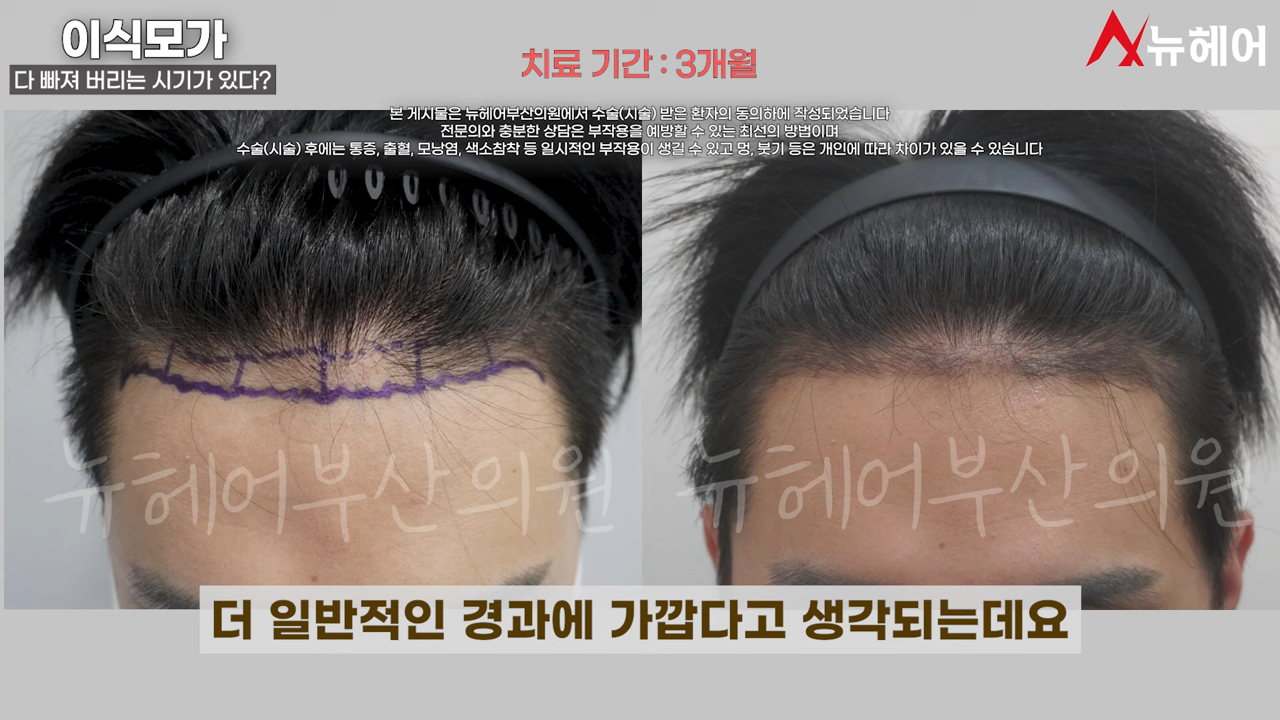 이식모가
다 빠져 버리는 시기가 있다?
치료 기간 : 3개월
뉴헤어
본 게시물은 뉴헤어부산의원에서 수술(시술) 받은 환자의 동의하에 작성되었습니다
전문의와 충분한 상담은 부작용을 예방할 수 있는 최선의 방법이며
수술(시술) 후에는 통증, 출혈, 모낭염, 색소침착 등 일시적인 부작용이 생길 수 있고 멍, 붓기 등은 개인에 따라 차이가 있을 수 있습니다
뉴헤어부산의원
뉴헤어부산의원
더 일반적인 경과에 가깝다고 생각되는데요